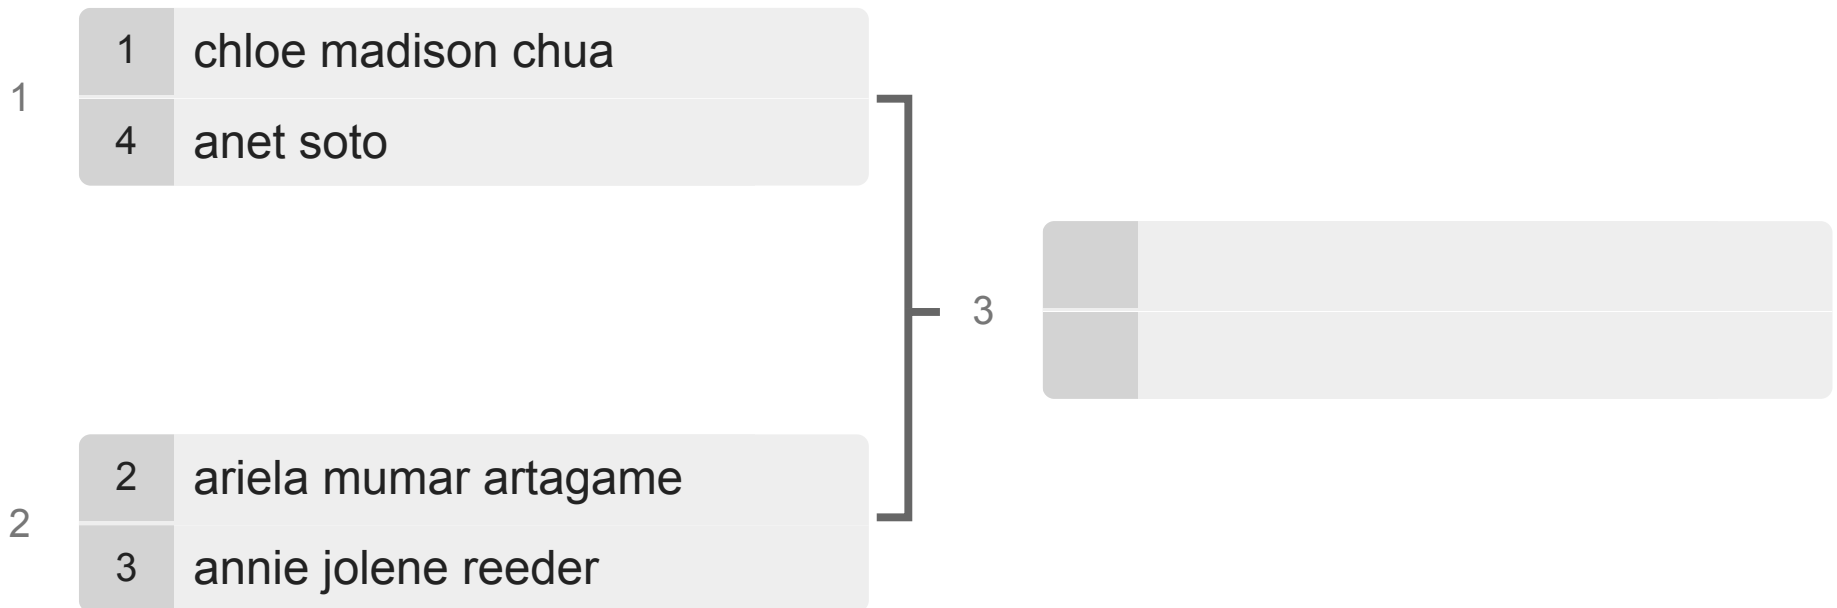 1 chloe madison chua
1
4 anet soto
3
2 ariela mumar artagame
2
3 annie jolene reeder